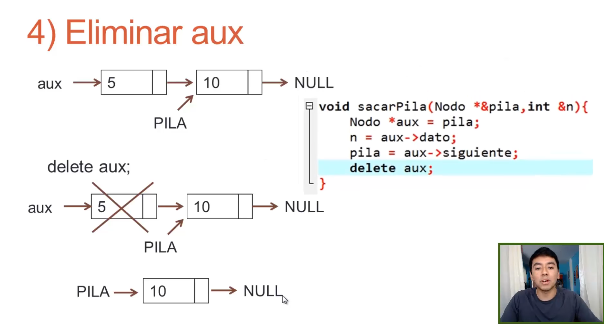 4) Eliminar aux
aux 5 10 NULL
PILA
void sacarPila(Nodo *&pila,int &n){
Nodo *aux = pila;
n = aux->dato;
pila = aux->siguiente;
delete aux;
}
delete aux;
aux 5 10 NULL
PILA
PILA 10 NULL